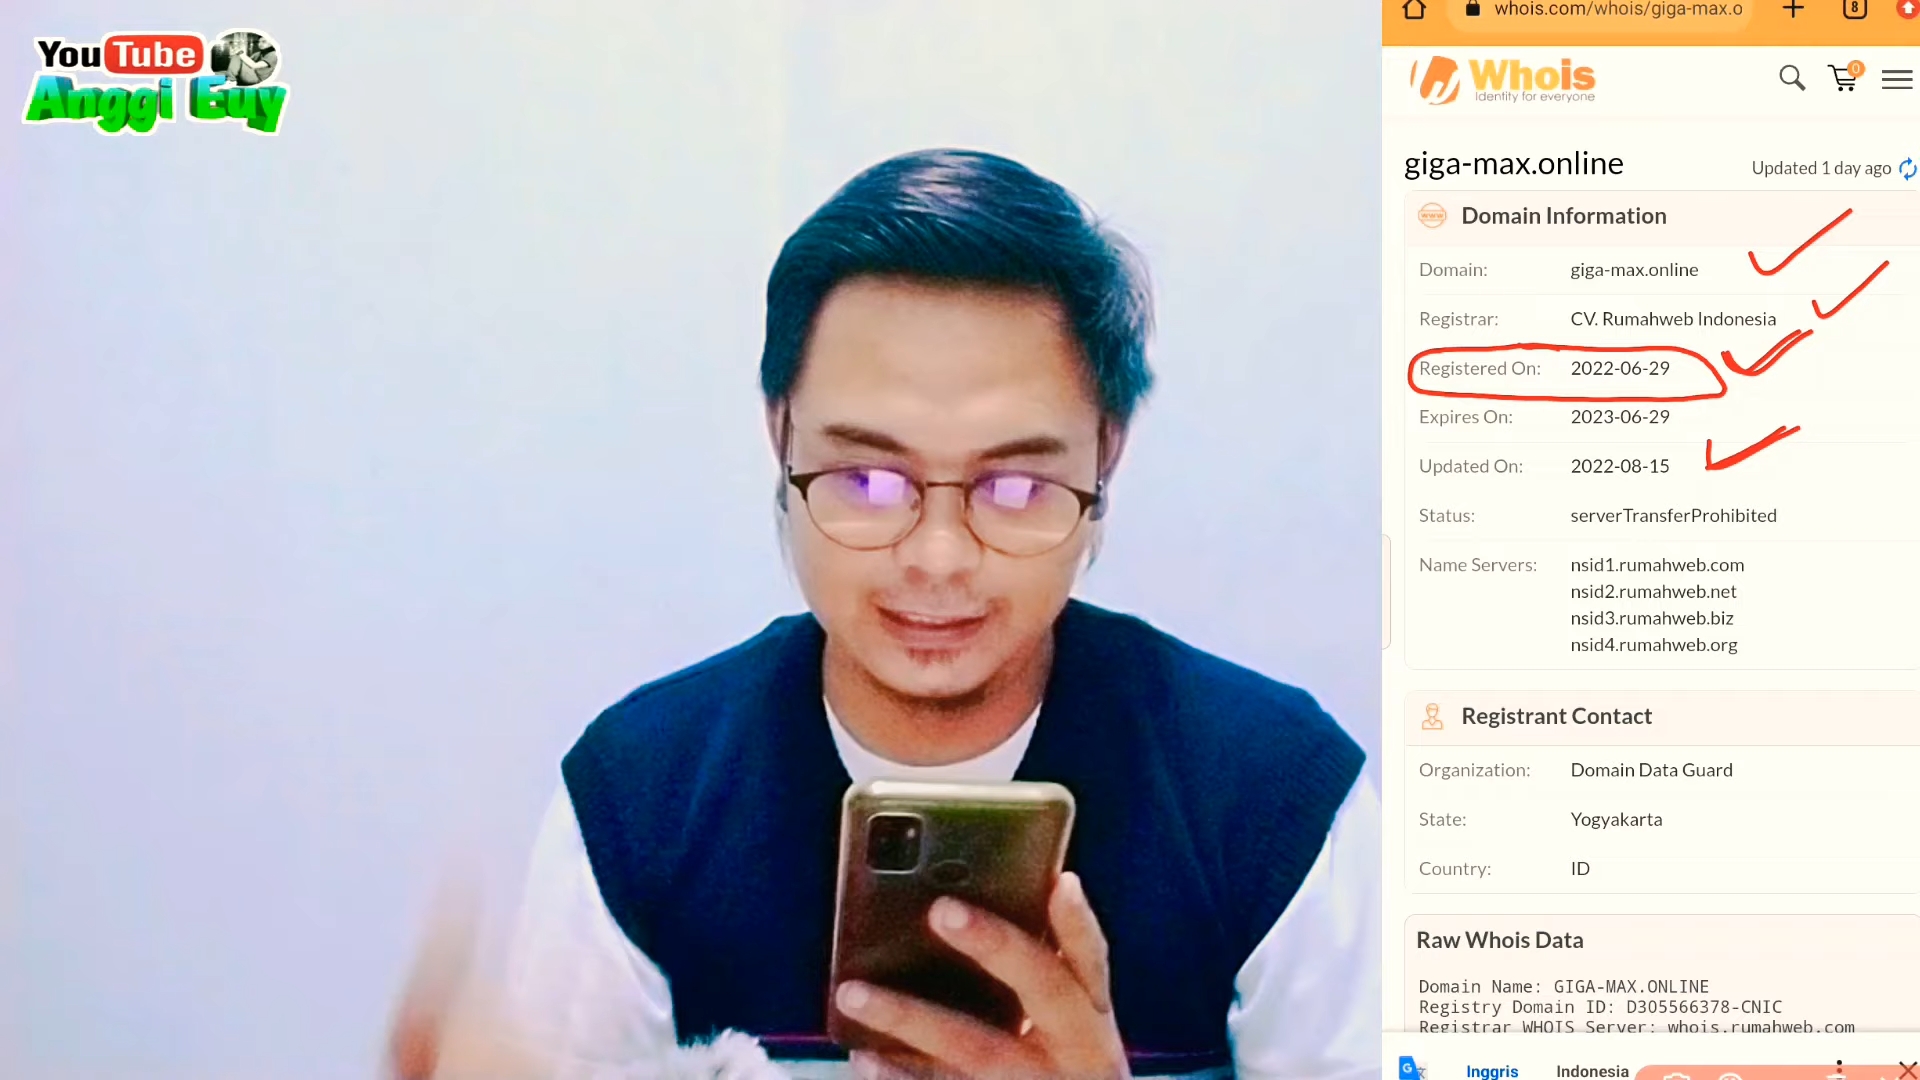 YouTube
Anggi Euy
whois.com/whois/giga-max.o
8
Whois
Identity for everyone
0
giga-max.online
Updated 1 day ago
www
Domain Information
Domain: giga-max.online
Registrar: CV. Rumahweb Indonesia
Registered On: 2022-06-29
Expires On: 2023-06-29
Updated On: 2022-08-15
Status: serverTransferProhibited
Name Servers: nsid1.rumahweb.com
nsid2.rumahweb.net
nsid3.rumahweb.biz
nsid4.rumahweb.org
Registrant Contact
Organization: Domain Data Guard
State: Yogyakarta
Country: ID
Raw Whois Data
Domain Name: GIGA-MAX.ONLINE
Registry Domain ID: D305566378-CNIC
Registrar WHOIS Server: whois.rumahweb.com
Inggris Indonesia